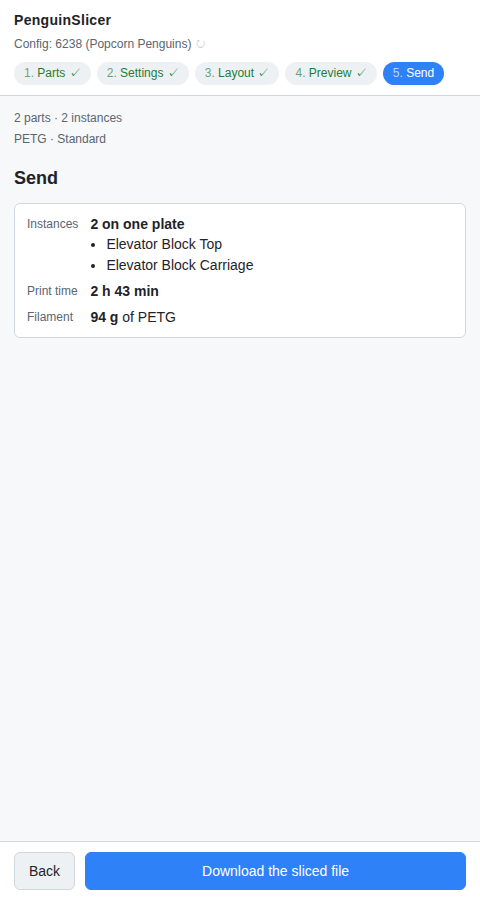 PenguinSlicer
Config: 6238 (Popcorn Penguins) ↻
1. Parts ✓ 2. Settings ✓ 3. Layout ✓ 4. Preview ✓ 5. Send
2 parts · 2 instances
PETG · Standard
Send
Instances 2 on one plate
• Elevator Block Top
• Elevator Block Carriage
Print time 2 h 43 min
Filament 94 g of PETG
Back Download the sliced file